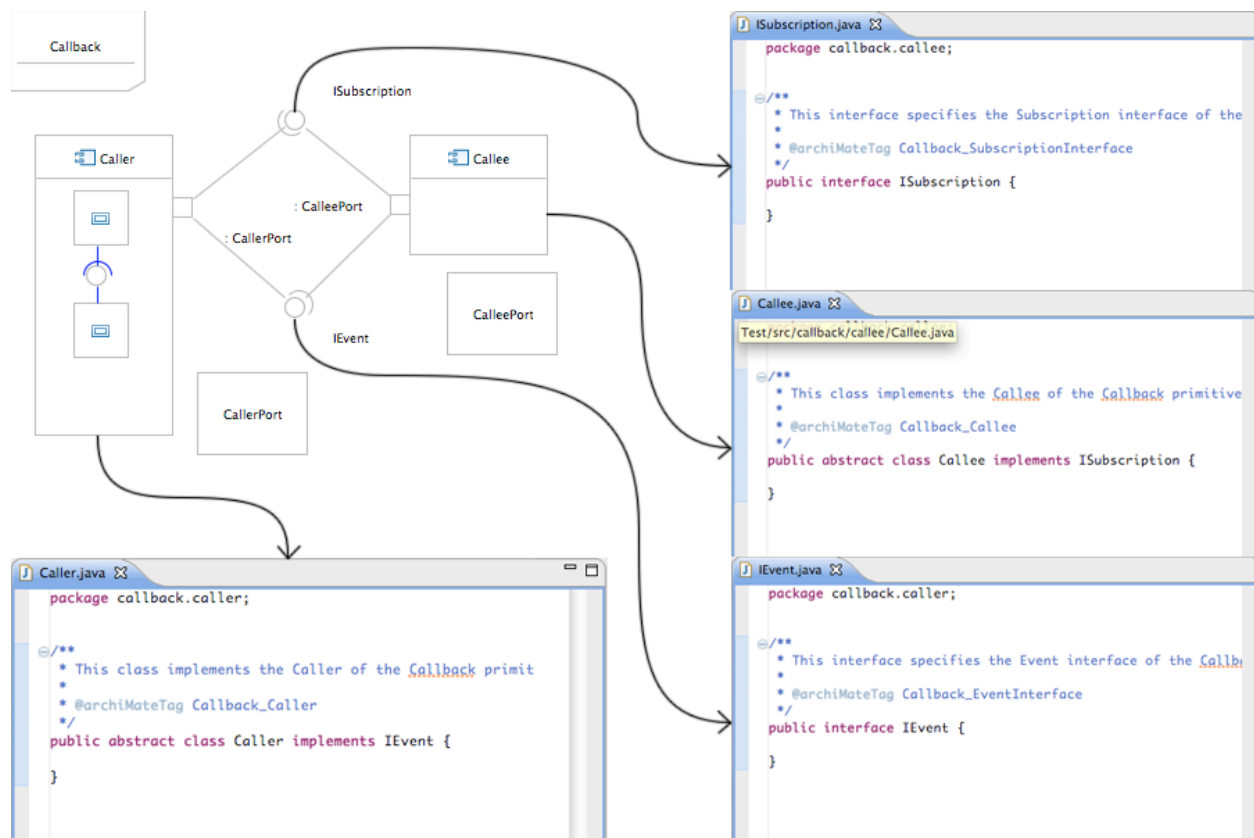 Callback
ISubscription
Caller
Callee
: CalleePort
: CallerPort
CalleePort
IEvent
CallerPort
ISubscription.java
package callback.callee;
/**
* This interface specifies the Subscription interface of the
*
* @archiMateTag Callback_SubscriptionInterface
*/
public interface ISubscription {
}
Callee.java
Test/src/callback/callee/Callee.java
/**
* This class implements the Callee of the Callback primitive
*
* @archiMateTag Callback_Callee
*/
public abstract class Callee implements ISubscription {
}
Caller.java
package callback.caller;
/**
* This class implements the Caller of the Callback primit
*
* @archiMateTag Callback_Caller
*/
public abstract class Caller implements IEvent {
}
IEvent.java
package callback.caller;
/**
* This interface specifies the Event interface of the Callb
*
* @archiMateTag Callback_EventInterface
*/
public interface IEvent {
}